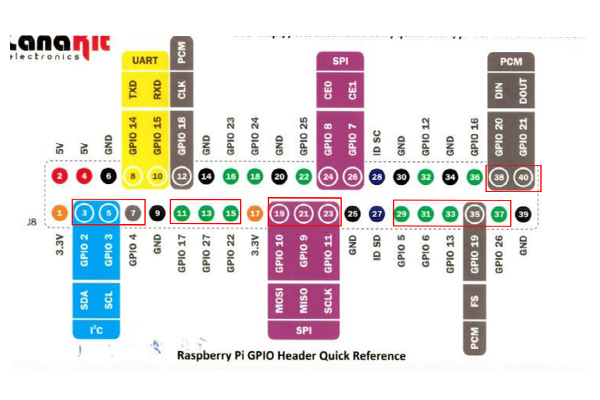 CanaKit
electronics
UART PCM SPI PCM
TXD RXD CLK CE0 CE1 DIN DOUT
5V 5V GND GPIO 14 GPIO 15 GPIO 18 GND GPIO 23 GPIO 24 GND GPIO 25 GPIO 8 GPIO 7 ID SC GND GPIO 12 GND GPIO 16 GPIO 20 GPIO 21
2 4 6 8 10 12 14 16 18 20 22 24 26 28 30 32 34 36 38 40
J8 1 3 5 7 9 11 13 15 17 19 21 23 25 27 29 31 33 35 37 39
3.3V GPIO 2 GPIO 3 GPIO 4 GND GPIO 17 GPIO 27 GPIO 22 3.3V GPIO 10 GPIO 9 GPIO 11 GND ID SD GPIO 5 GPIO 6 GPIO 13 GPIO 19 GPIO 26 GND
SDA SCL MOSI MISO SCLK FS
I²C SPI PCM
Raspberry Pi GPIO Header Quick Reference